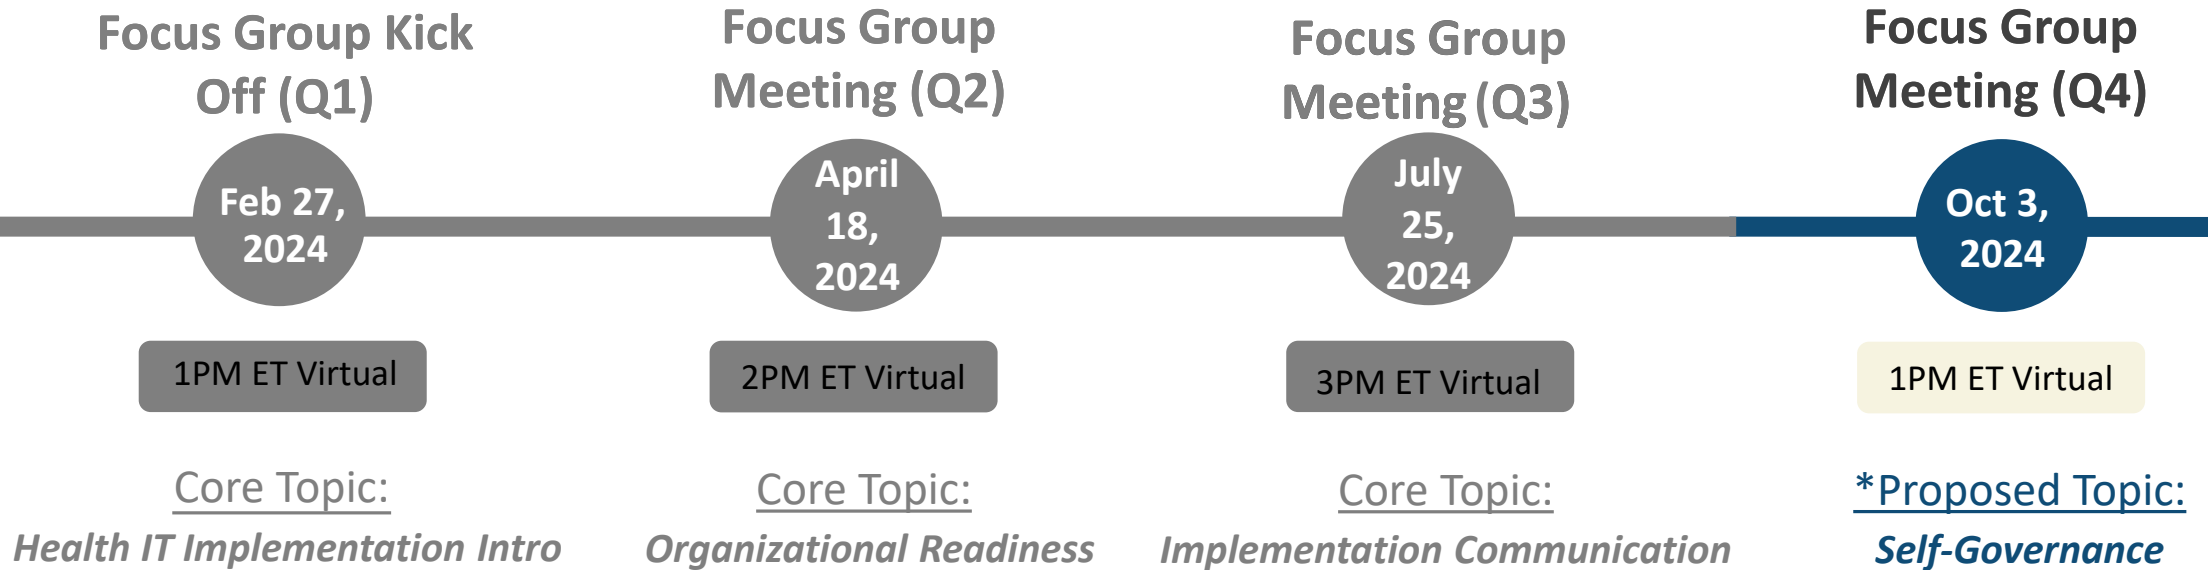 Focus Group Kick
Off (Q1)
Feb 27,
2024
1PM ET Virtual
Core Topic:
Health IT Implementation Intro
Focus Group
Meeting (Q2)
April
18,
2024
2PM ET Virtual
Core Topic:
Organizational Readiness
Focus Group
Meeting (Q3)
July
25,
2024
3PM ET Virtual
Core Topic:
Implementation Communication
Focus Group
Meeting (Q4)
Oct 3,
2024
1PM ET Virtual
*Proposed Topic:
Self-Governance